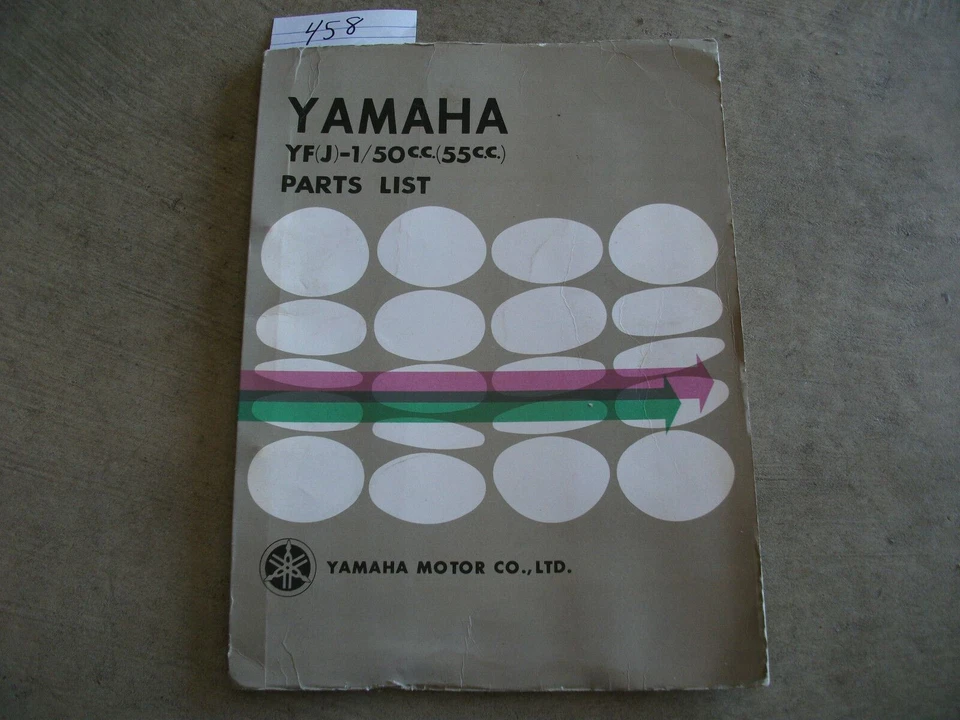 458
YAMAHA
YF(J)-1/50C.C.(55C.C.)
PARTS LIST
YAMAHA MOTOR CO.,LTD.